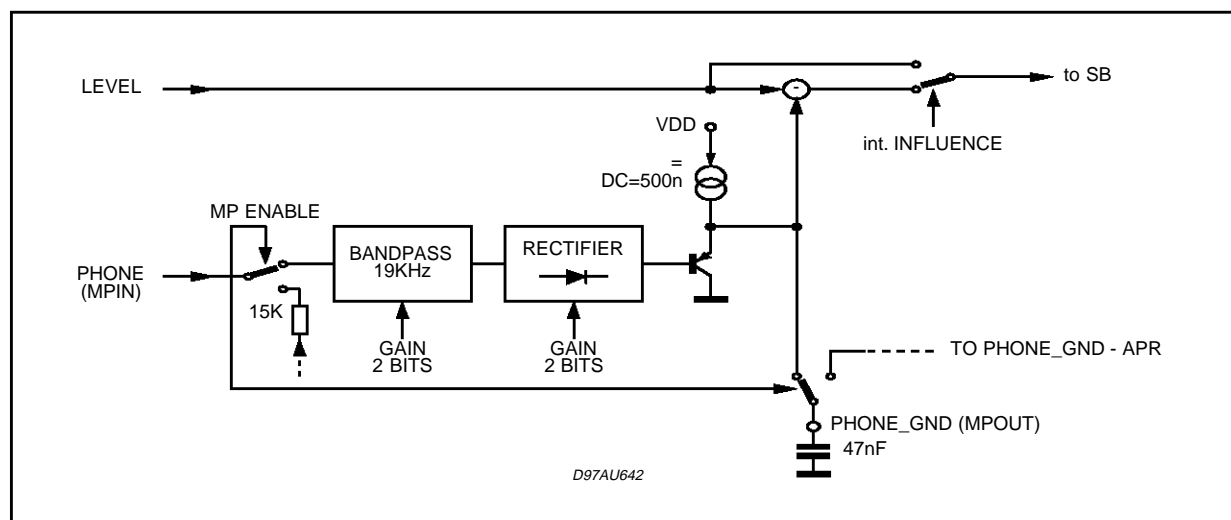 LEVEL
to SB
VDD
int. INFLUENCE
=
DC=500n
MP ENABLE
BANDPASS
19KHz
RECTIFIER
PHONE
(MPIN)
15K
GAIN
2 BITS
GAIN
2 BITS
-
TO PHONE_GND - APR
PHONE_GND (MPOUT)
47nF
D97AU642